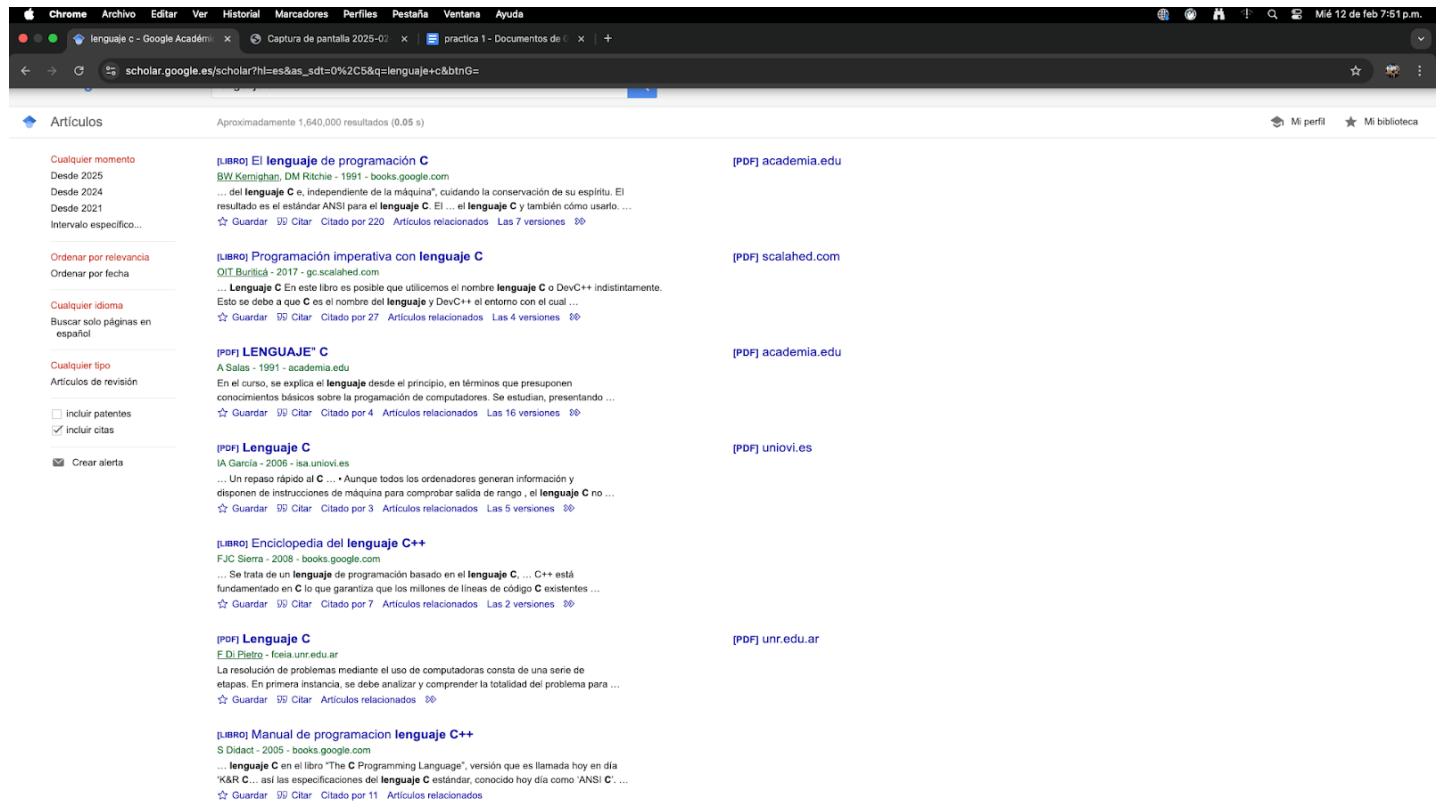 Chrome Archivo Editar Ver Historial Marcadores Perfiles Pestaña Ventana Ayuda Mié 12 de feb 7:51 p.m.
lenguaje c - Google Académi Captura de pantalla 2025-02 practica 1 - Documentos de
scholar.google.es/scholar?hl=es&as_sdt=0%2C5&q=lenguaje+c&btnG=
Artículos
Aproximadamente 1,640,000 resultados (0.05 s)
Mi perfil Mi biblioteca
Cualquier momento
Desde 2025
Desde 2024
Desde 2021
Intervalo específico...
Ordenar por relevancia
Ordenar por fecha
Cualquier idioma
Buscar solo páginas en
español
Cualquier tipo
Artículos de revisión
incluir patentes
incluir citas
Crear alerta
[LIBRO] El lenguaje de programación C
[PDF] academia.edu
BW Kernighan, DM Ritchie - 1991 - books.google.com
… del lenguaje C e, independiente de la máquina", cuidando la conservación de su espíritu. El
resultado es el estándar ANSI para el lenguaje C. El … el lenguaje C y también cómo usarlo. …
Guardar Citar Citado por 220 Artículos relacionados Las 7 versiones
[LIBRO] Programación imperativa con lenguaje C
[PDF] scalahed.com
OIT Buriticá - 2017 - gc.scalahed.com
… Lenguaje C En este libro es posible que utilicemos el nombre lenguaje C o DevC++ indistintamente.
Esto se debe a que C es el nombre del lenguaje y DevC++ el entorno con el cual …
Guardar Citar Citado por 27 Artículos relacionados Las 4 versiones
[PDF] LENGUAJE" C
[PDF] academia.edu
A Salas - 1991 - academia.edu
En el curso, se explica el lenguaje desde el principio, en términos que presuponen
conocimientos básicos sobre la progamación de computadores. Se estudian, presentando …
Guardar Citar Citado por 4 Artículos relacionados Las 16 versiones
[PDF] Lenguaje C
[PDF] uniovi.es
IA García - 2006 - isa.uniovi.es
… Un repaso rápido al C … • Aunque todos los ordenadores generan información y
disponen de instrucciones de máquina para comprobar salida de rango , el lenguaje C no …
Guardar Citar Citado por 3 Artículos relacionados Las 5 versiones
[LIBRO] Enciclopedia del lenguaje C++
FJC Sierra - 2008 - books.google.com
… Se trata de un lenguaje de programación basado en el lenguaje C, … C++ está
fundamentado en C lo que garantiza que los millones de líneas de código C existentes …
Guardar Citar Citado por 7 Artículos relacionados Las 2 versiones
[PDF] Lenguaje C
[PDF] unr.edu.ar
F Di Pietro - fceia.unr.edu.ar
La resolución de problemas mediante el uso de computadoras consta de una serie de
etapas. En primera instancia, se debe analizar y comprender la totalidad del problema para …
Guardar Citar Artículos relacionados
[LIBRO] Manual de programacion lenguaje C++
S Didact - 2005 - books.google.com
… lenguaje C en el libro "The C Programming Language", versión que es llamada hoy en día
'K&R C… así las especificaciones del lenguaje C estándar, conocido hoy día como 'ANSI C'. …
Guardar Citar Citado por 11 Artículos relacionados